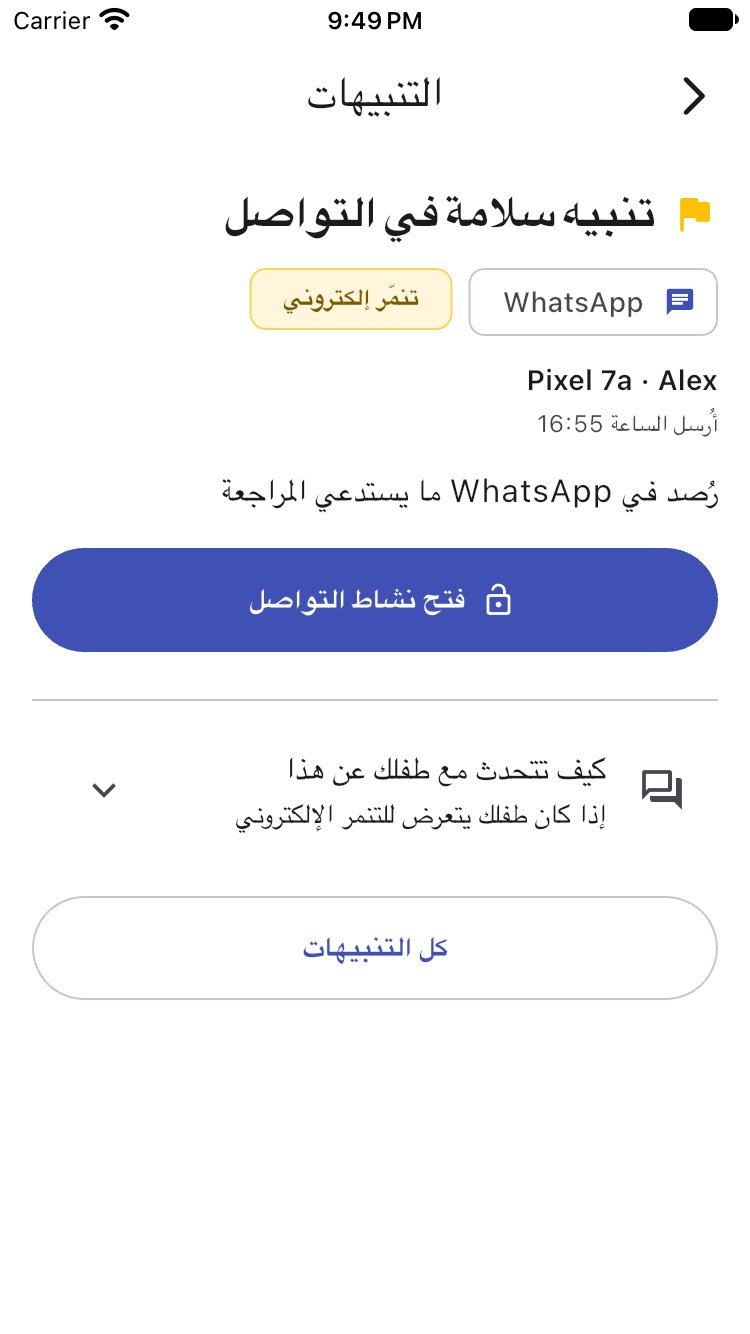 Carrier 9:49 PM
التنبيهات
تنبيه سلامة في التواصل
WhatsApp
تنمّر إلكتروني
Pixel 7a · Alex
أُرسل الساعة 16:55
رُصد في WhatsApp ما يستدعي المراجعة
فتح نشاط التواصل
كيف تتحدث مع طفلك عن هذا
إذا كان طفلك يتعرض للتنمر الإلكتروني
كل التنبيهات